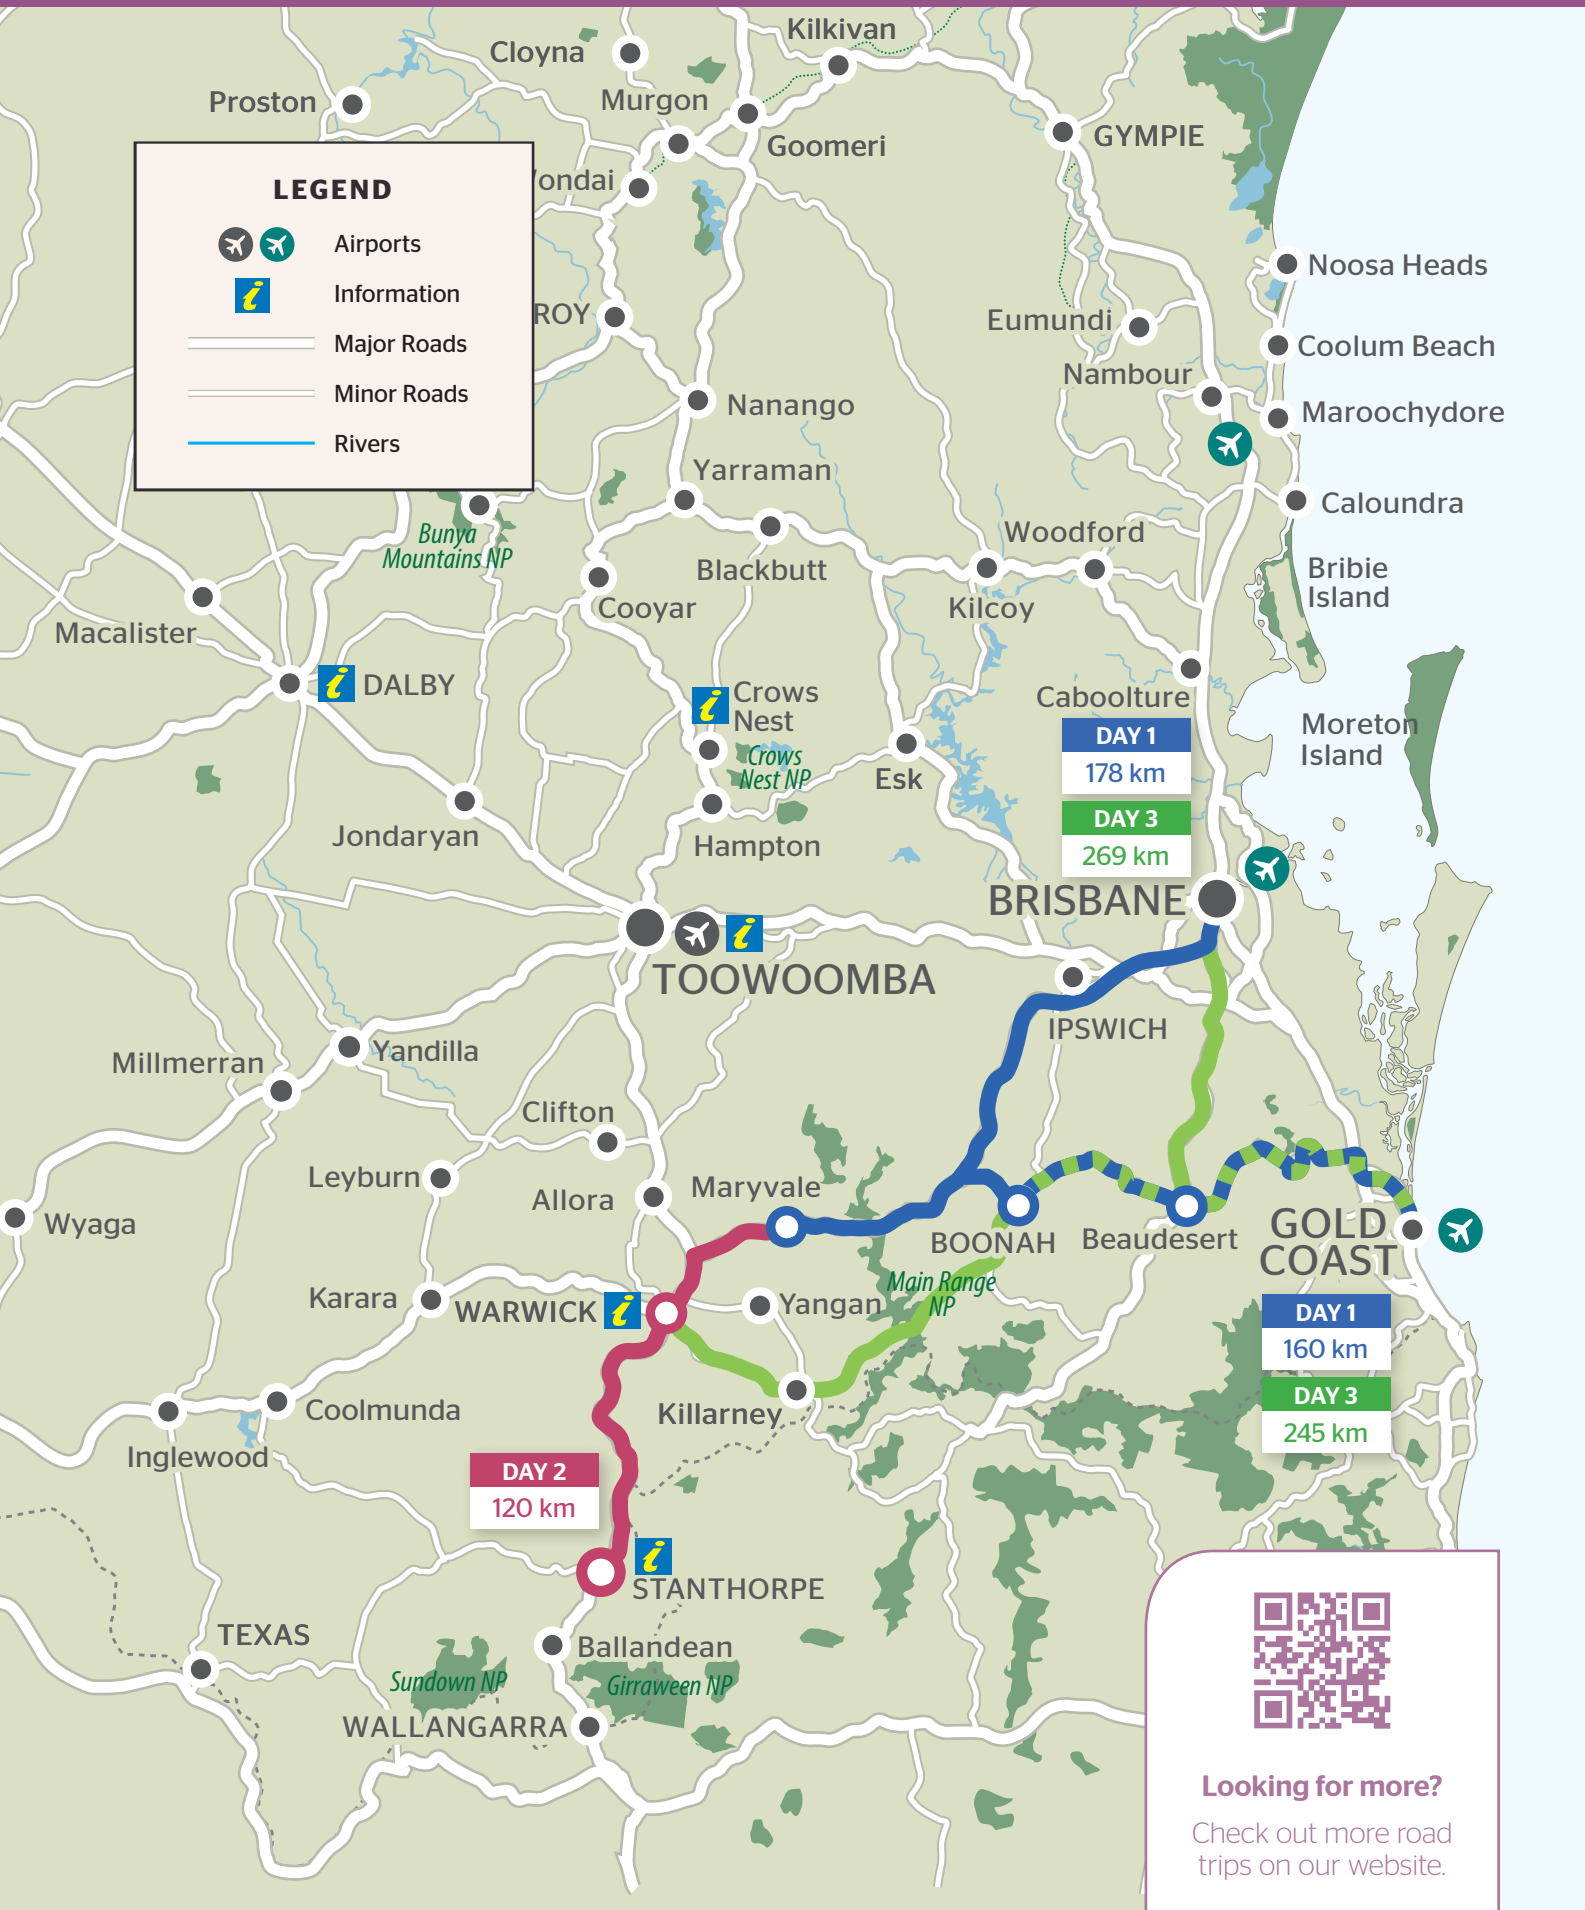 Kilkivan
Cloyna
Proston
Murgon
Goomeri
GYMPIE
LEGEND
Airports
Information
Major Roads
Minor Roads
Rivers
ondai
ROY
Noosa Heads
Eumundi
Coolum Beach
Nambour
Maroochydore
Nanango
Yarraman
Caloundra
Bunya
Mountains NP
Woodford
Blackbutt
Bribie
Island
Cooyar
Kilcoy
Macalister
DALBY
Crows
Nest
Caboolture
Crows
Nest NP
Esk
Moreton
Island
DAY 1
178 km
DAY 3
269 km
Jondaryan
Hampton
BRISBANE
TOOWOOMBA
IPSWICH
Millmerran
Yandilla
Clifton
Leyburn
Allora
Maryvale
Wyaga
BOONAH
Beaudesert
GOLD
COAST
Main Range
NP
Karara
WARWICK
Yangan
DAY 1
160 km
DAY 3
245 km
Coolmunda
Killarney
Inglewood
DAY 2
120 km
STANTHORPE
TEXAS
Ballandean
Sundown NP
Girraween NP
WALLANGARRA
Looking for more?
Check out more road
trips on our website.